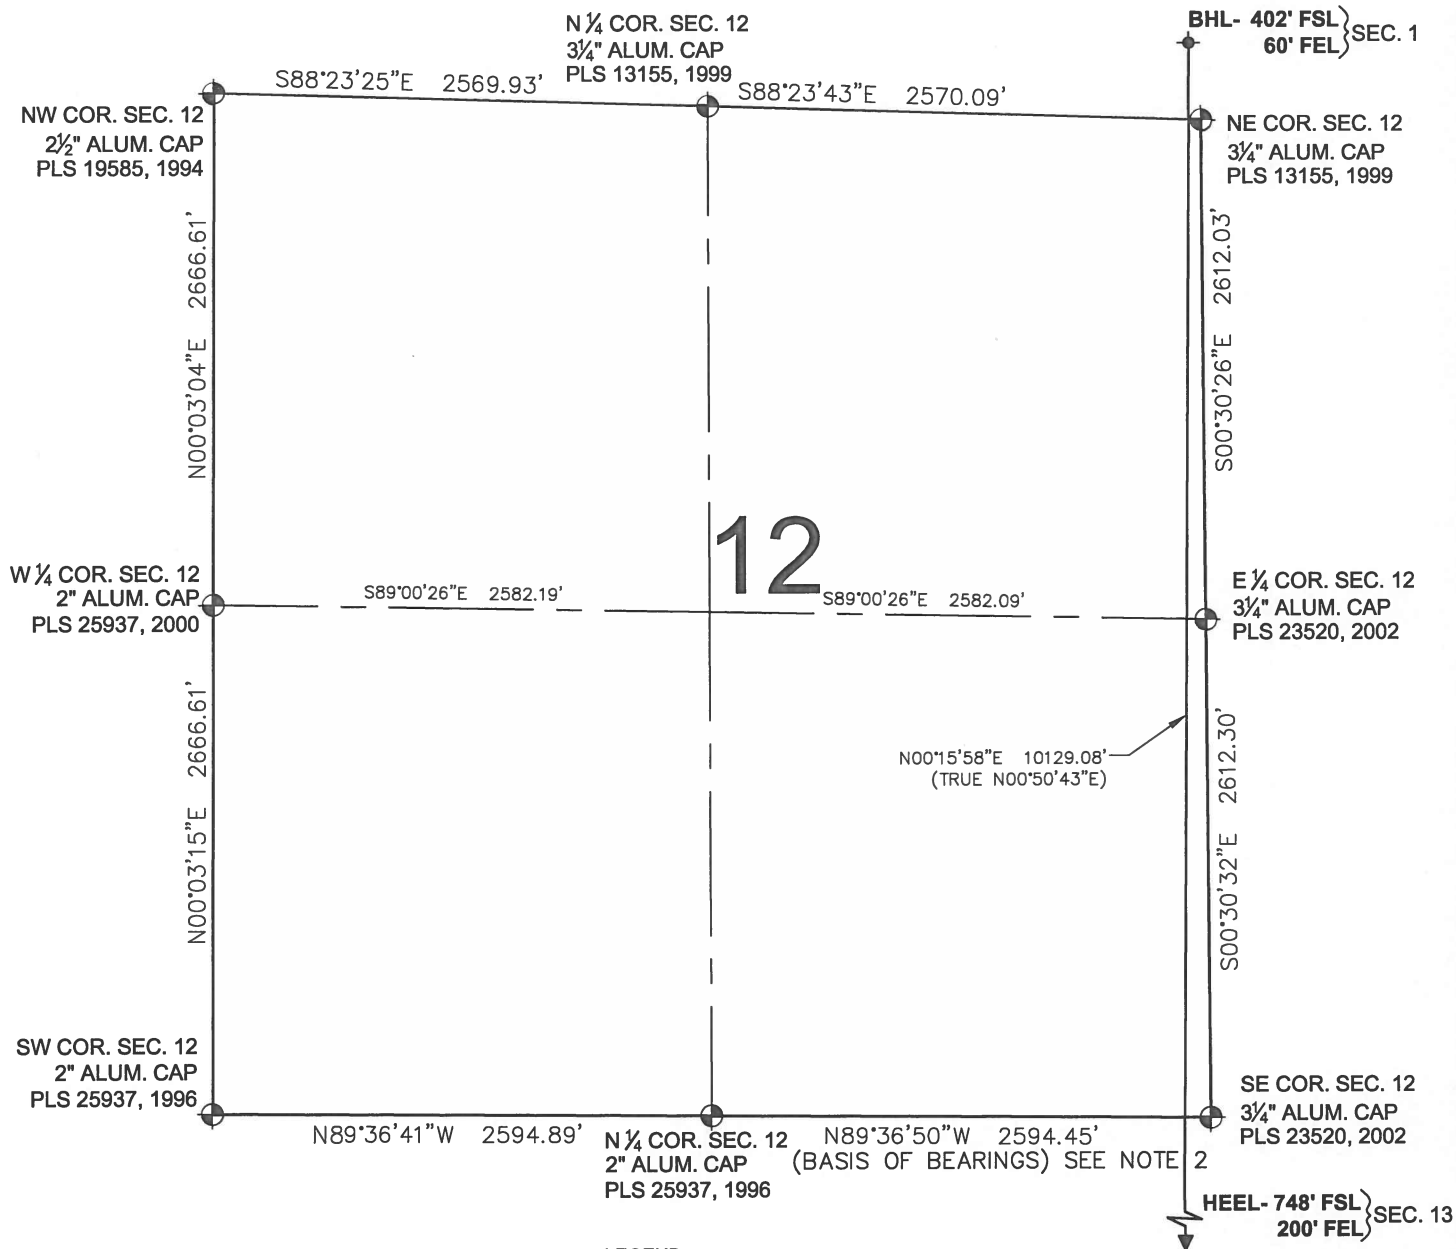 N ¼ COR. SEC. 12
3¼" ALUM. CAP
PLS 13155, 1999
BHL- 402' FSL
60' FEL
SEC. 1
S88°23'25"E 2569.93'
S88°23'43"E 2570.09'
NW COR. SEC. 12
2½" ALUM. CAP
PLS 19585, 1994
NE COR. SEC. 12
3¼" ALUM. CAP
PLS 13155, 1999
N00°03'04"E 2666.61'
S00°30'26"E 2612.03'
12
W ¼ COR. SEC. 12
2" ALUM. CAP
PLS 25937, 2000
S89°00'26"E 2582.19'
S89°00'26"E 2582.09'
E ¼ COR. SEC. 12
3¼" ALUM. CAP
PLS 23520, 2002
N00°15'58"E 10129.08'
(TRUE N00°50'43"E)
N00°03'15"E 2666.61'
S00°30'32"E 2612.30'
SW COR. SEC. 12
2" ALUM. CAP
PLS 25937, 1996
SE COR. SEC. 12
3¼" ALUM. CAP
PLS 23520, 2002
N89°36'41"W 2594.89'
N ¼ COR. SEC. 12
2" ALUM. CAP
PLS 25937, 1996
N89°36'50"W 2594.45'
(BASIS OF BEARINGS) SEE NOTE 2
HEEL- 748' FSL
200' FEL
SEC. 13